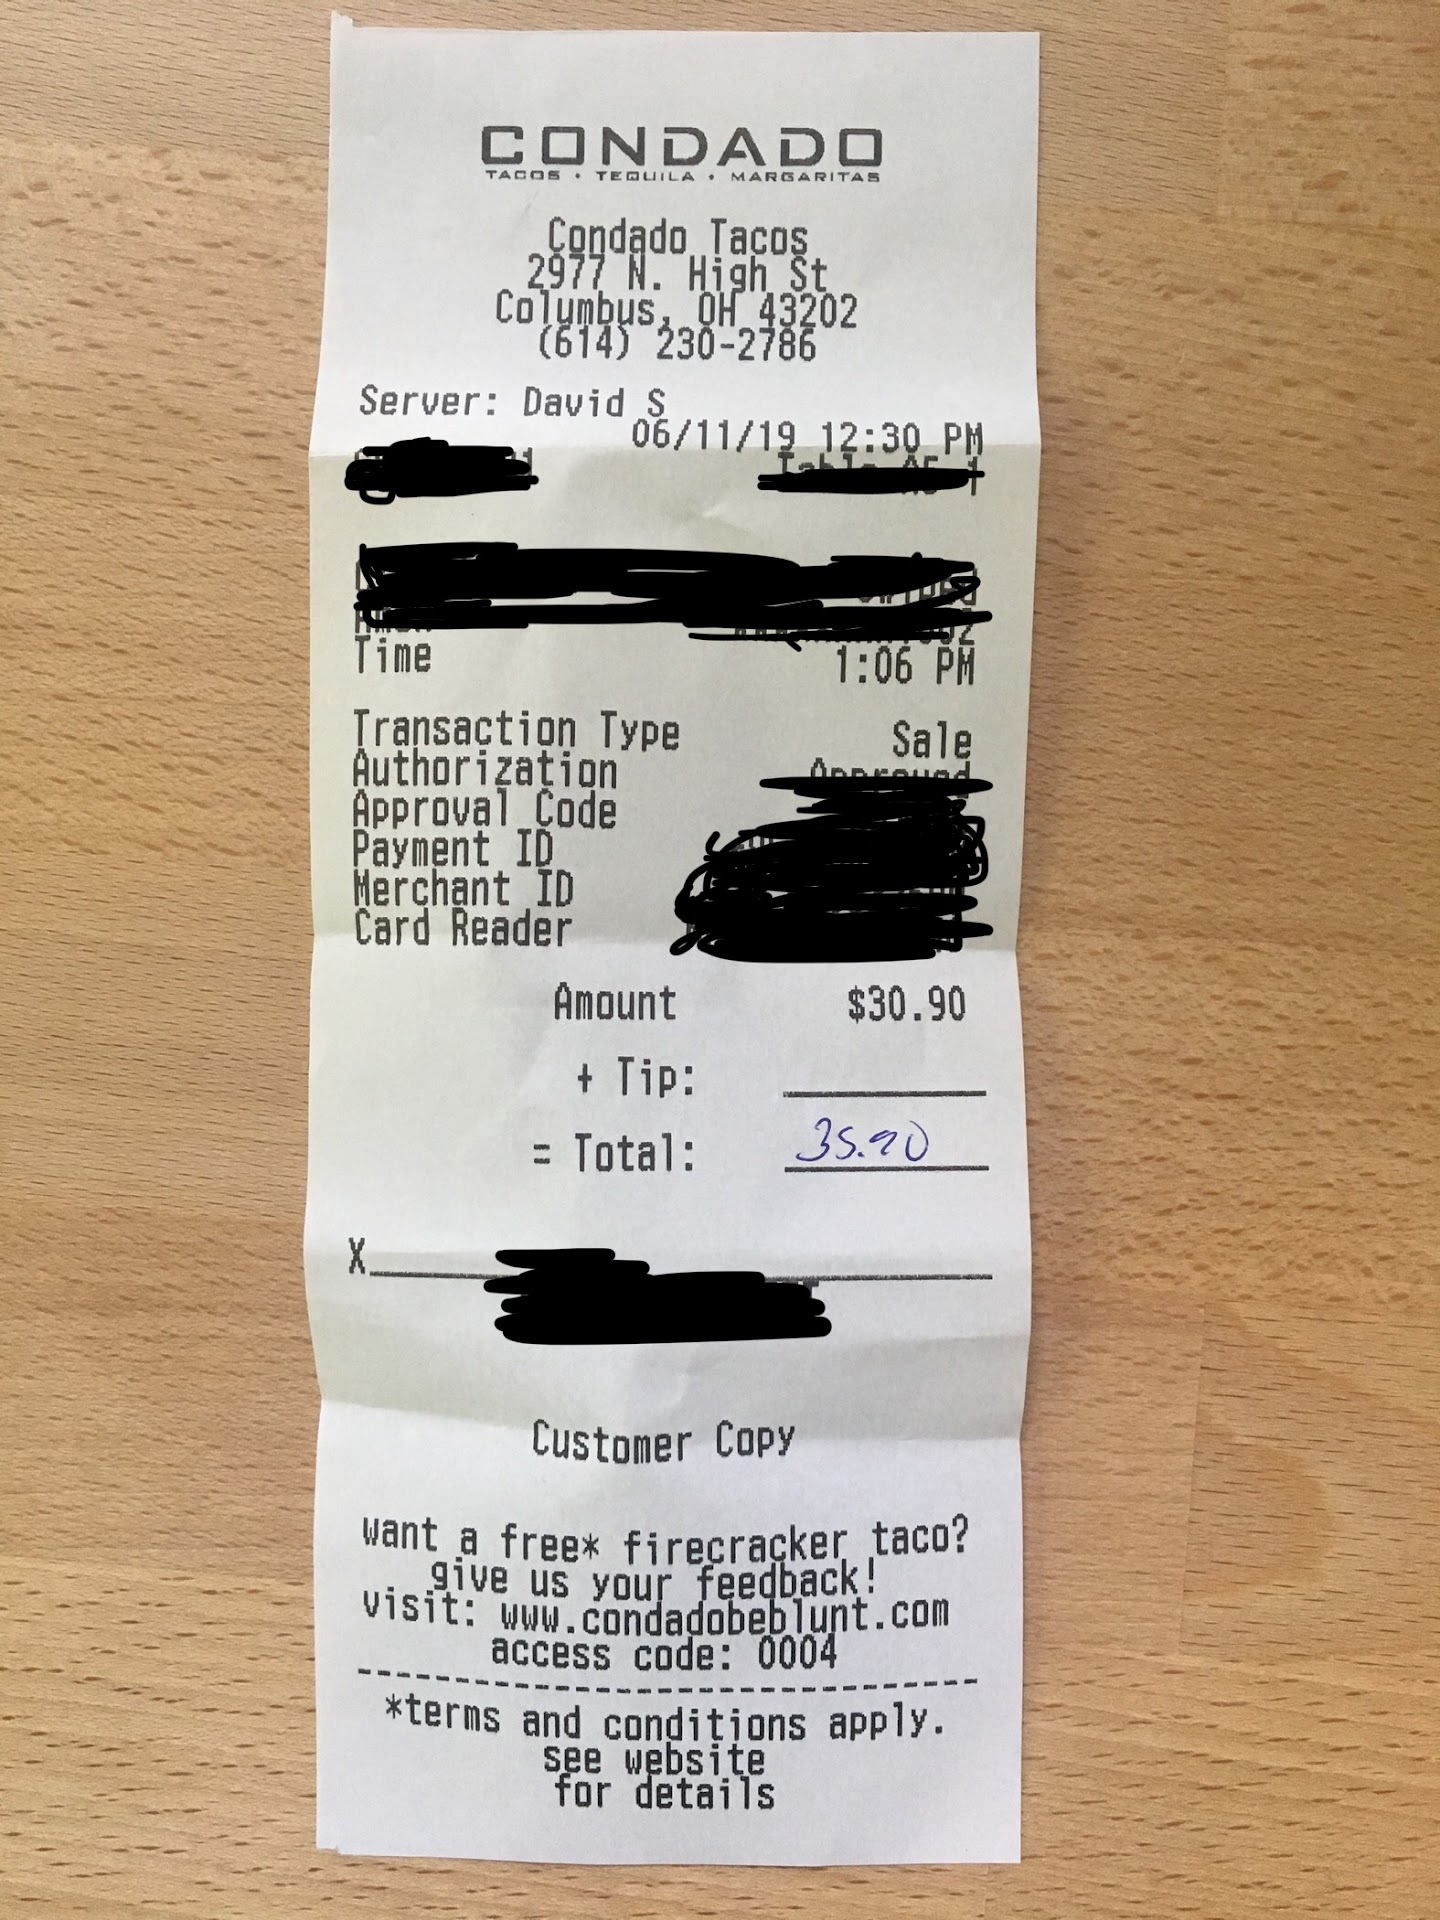 CONDADO
TACOS • TEQUILA • MARGARITAS
Condado Tacos
2977 N. High St
Columbus, OH 43202
(614) 230-2786
Server: David S
06/11/19 12:30 PM
Time 1:06 PM
Transaction Type Sale
Authorization Approved
Approval Code
Payment ID
Merchant ID
Card Reader
Amount $30.90
+ Tip:
= Total: 35.90
X
Customer Copy
want a free* firecracker taco?
give us your feedback!
visit: www.condadobeblunt.com
access code: 0004
*terms and conditions apply.
see website
for details